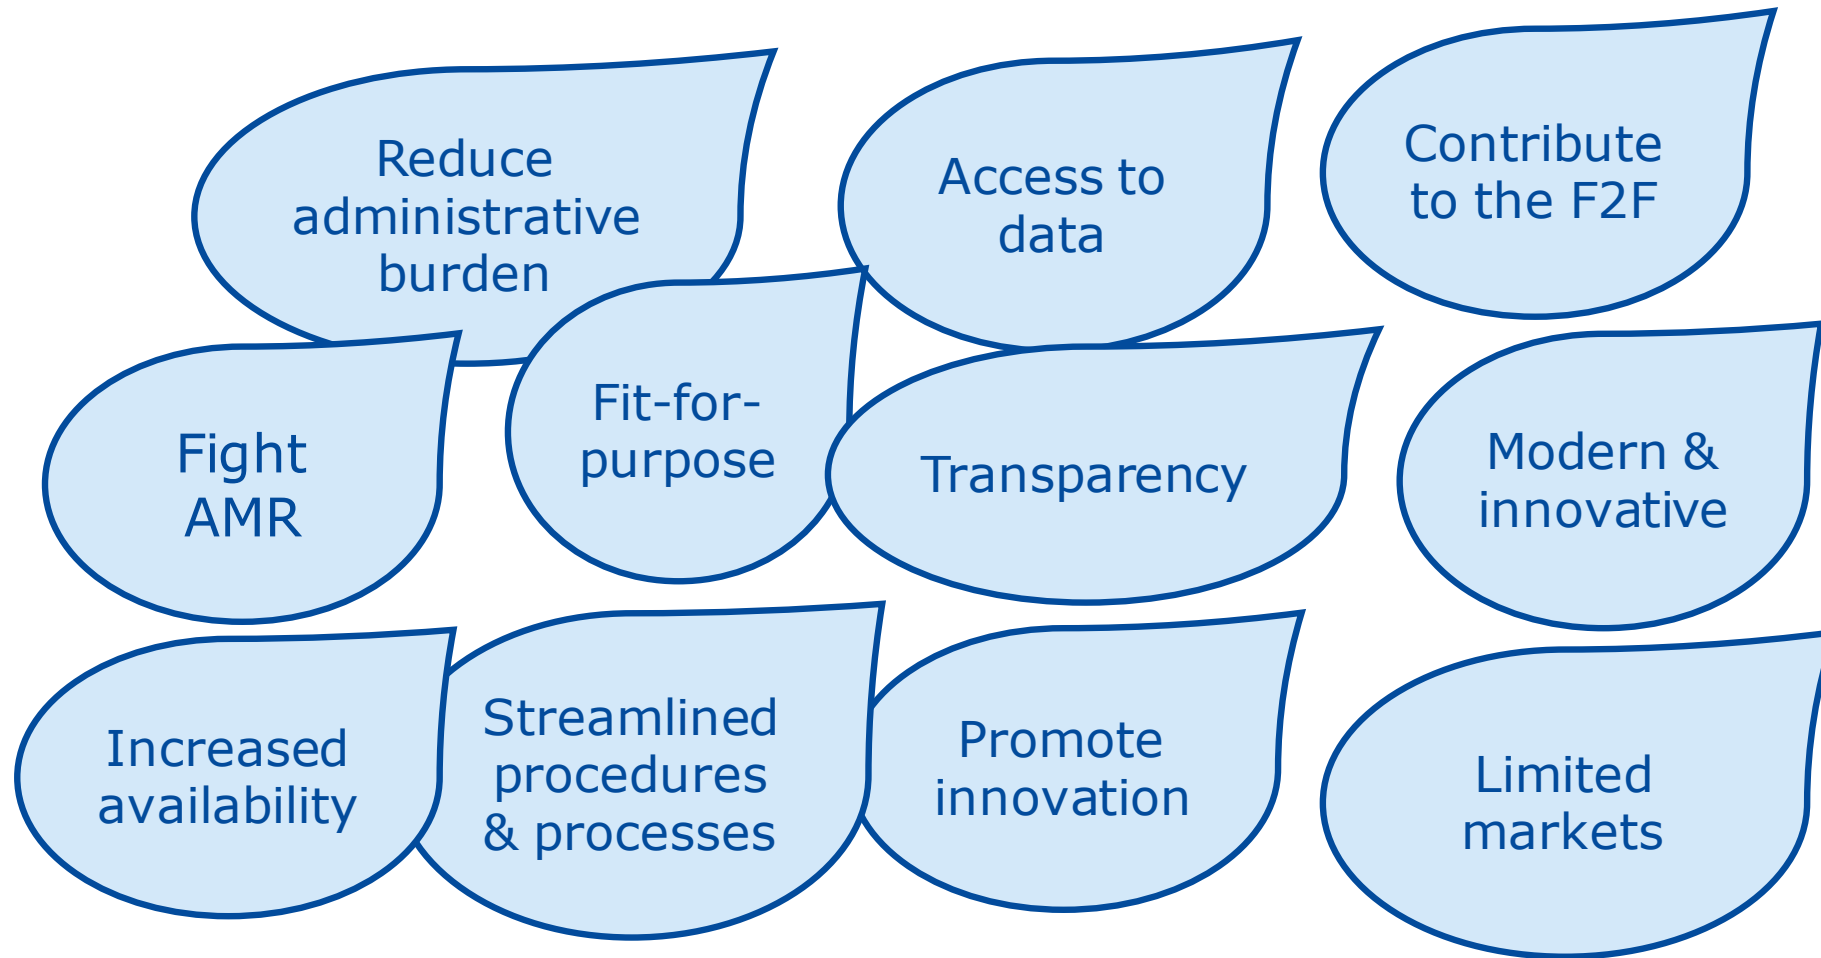 Reduce
administrative
burden
Access to
data
Contribute
to the F2F
Fight
AMR
Fit-for-
purpose
Transparency
Modern &
innovative
Increased
availability
Streamlined
procedures
& processes
Promote
innovation
Limited
markets